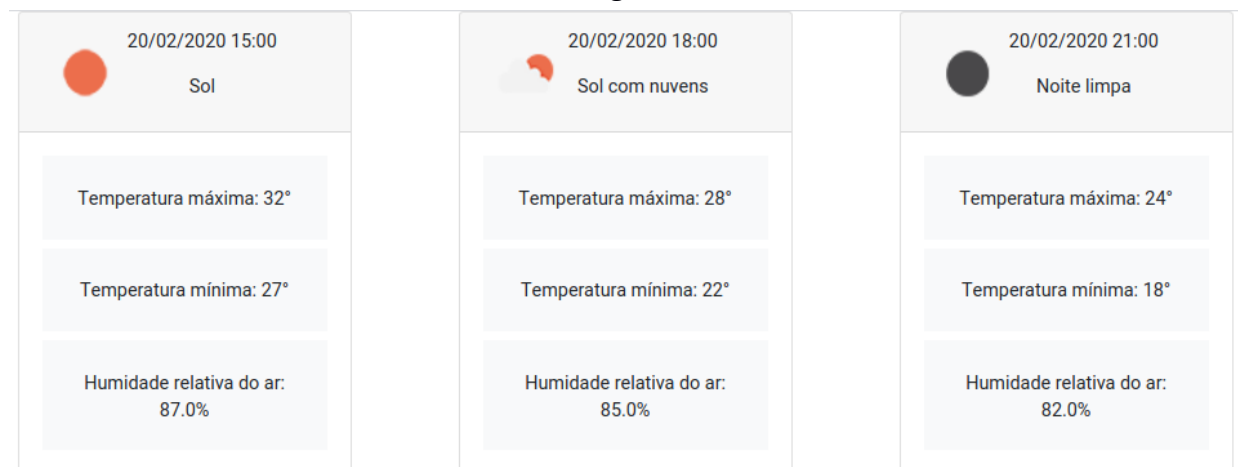 20/02/2020 15:00
Sol
Temperatura máxima: 32°
Temperatura mínima: 27°
Humidade relativa do ar:
87.0%
20/02/2020 18:00
Sol com nuvens
Temperatura máxima: 28°
Temperatura mínima: 22°
Humidade relativa do ar:
85.0%
20/02/2020 21:00
Noite limpa
Temperatura máxima: 24°
Temperatura mínima: 18°
Humidade relativa do ar:
82.0%